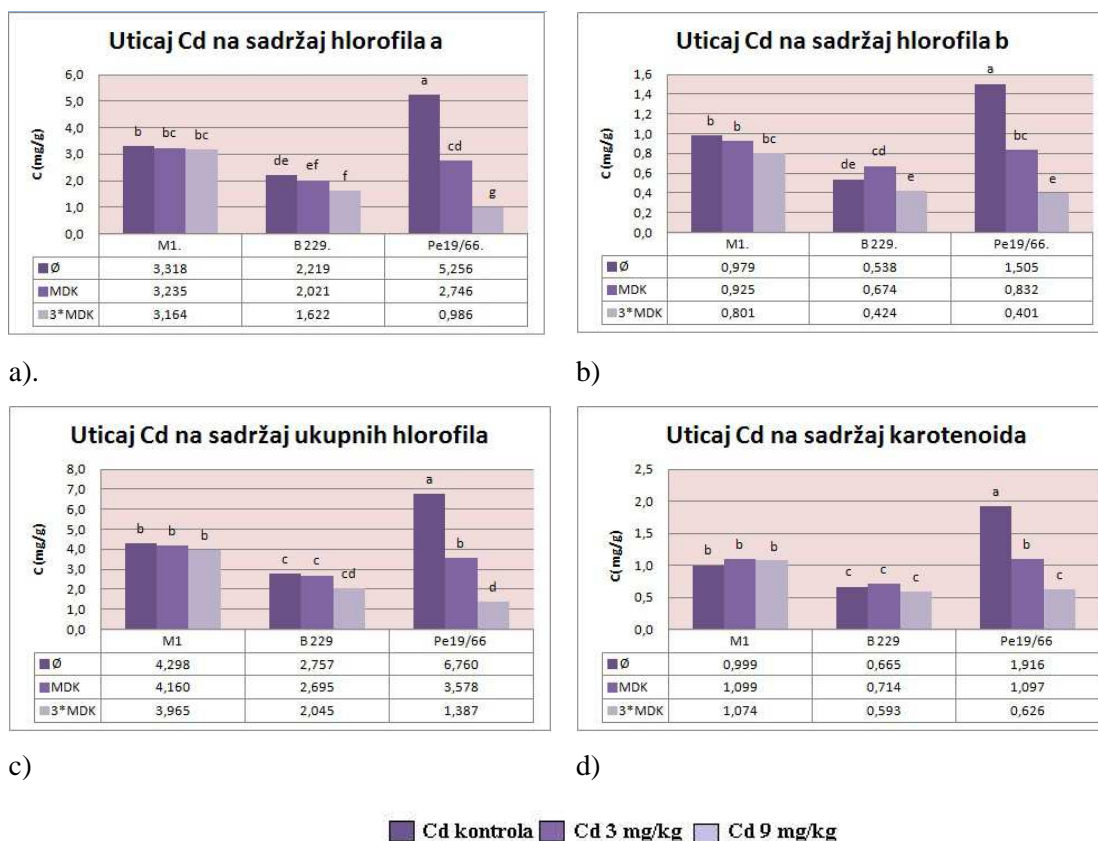 Uticaj Cd na sadržaj hlorofila a
C (mg/g)
6,0
5,0
4,0
3,0
2,0
1,0
0,0
b bc bc de ef f a cd g
M1. B 229. Pe19/66.
Ø 3,318 2,219 5,256
MDK 3,235 2,021 2,746
3*MDK 3,164 1,622 0,986
a).
Uticaj Cd na sadržaj hlorofila b
C (mg/g)
1,6
1,4
1,2
1,0
0,8
0,6
0,4
0,2
0,0
b b bc de cd e a bc e
M1. B 229. Pe19/66.
Ø 0,979 0,538 1,505
MDK 0,925 0,674 0,832
3*MDK 0,801 0,424 0,401
b)
Uticaj Cd na sadržaj ukupnih hlorofila
C (mg/g)
8,0
7,0
6,0
5,0
4,0
3,0
2,0
1,0
0,0
b b b c c cd a b d
M1 B 229 Pe19/66
Ø 4,298 2,757 6,760
MDK 4,160 2,695 3,578
3*MDK 3,965 2,045 1,387
c)
Uticaj Cd na sadržaj karotenoida
C( mg/g)
2,5
2,0
1,5
1,0
0,5
0,0
b b b c c c a b c
M1 B 229 Pe19/66
Ø 0,999 0,665 1,916
MDK 1,099 0,714 1,097
3*MDK 1,074 0,593 0,626
d)
Cd kontrola Cd 3 mg/kg Cd 9 mg/kg